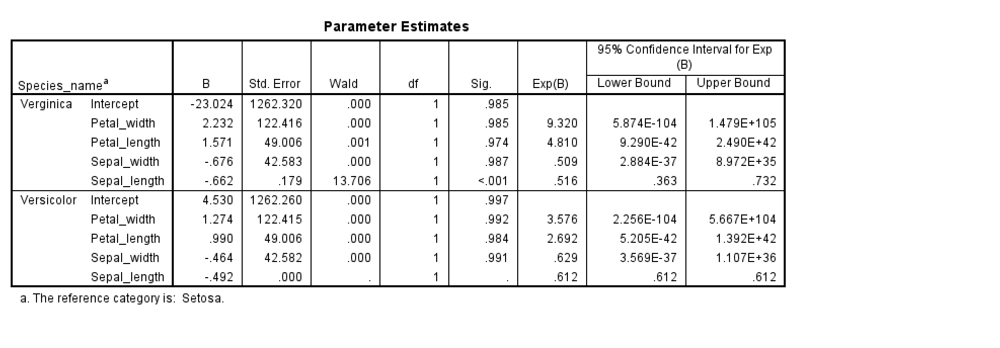 Parameter Estimates
95% Confidence Interval for Exp
(B)
Species_nameᵃ B Std. Error Wald df Sig. Exp(B) Lower Bound Upper Bound
Verginica Intercept -23.024 1262.320 .000 1 .985
Petal_width 2.232 122.416 .000 1 .985 9.320 5.874E-104 1.479E+105
Petal_length 1.571 49.006 .001 1 .974 4.810 9.290E-42 2.490E+42
Sepal_width -.676 42.583 .000 1 .987 .509 2.884E-37 8.972E+35
Sepal_length -.662 .179 13.706 1 <.001 .516 .363 .732
Versicolor Intercept 4.530 1262.260 .000 1 .997
Petal_width 1.274 122.415 .000 1 .992 3.576 2.256E-104 5.667E+104
Petal_length .990 49.006 .000 1 .984 2.692 5.205E-42 1.392E+42
Sepal_width -.464 42.582 .000 1 .991 .629 3.569E-37 1.107E+36
Sepal_length -.492 .000 . 1 . .612 .612 .612
a. The reference category is: Setosa.